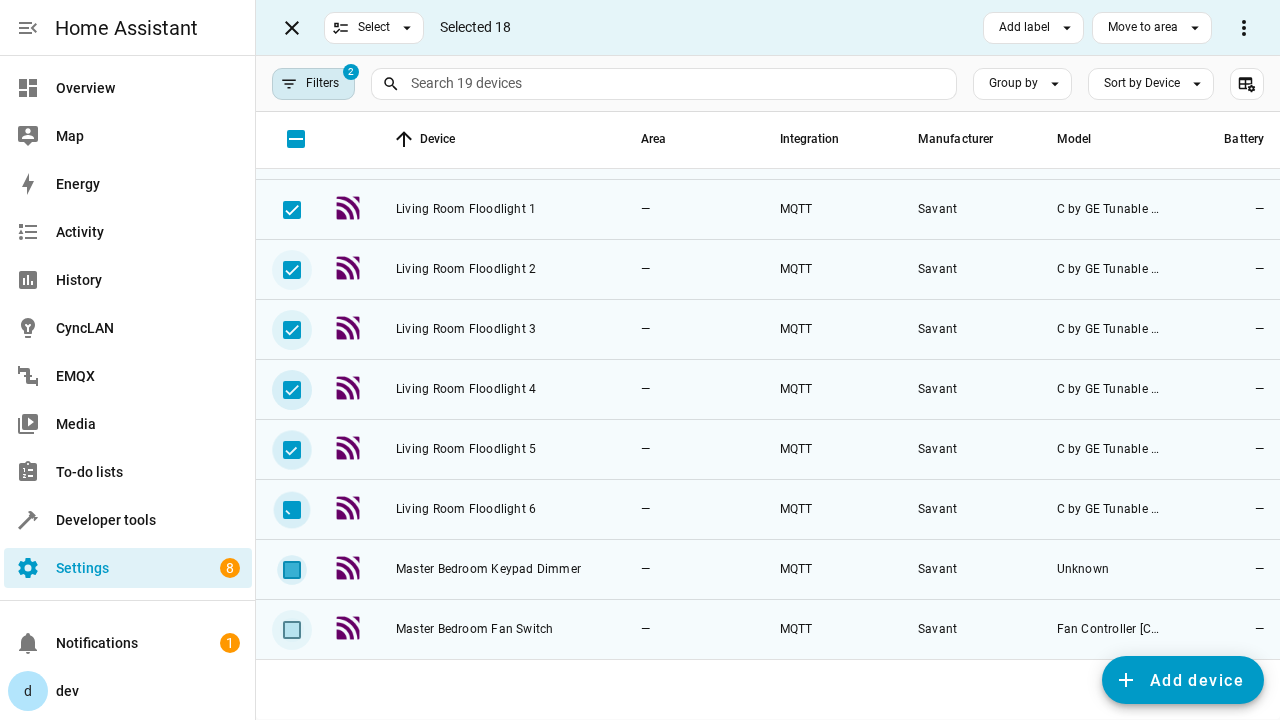 Home Assistant
Select
Selected 18
Add label
Move to area
Overview
Map
Energy
Activity
History
CyncLAN
EMQX
Media
To-do lists
Developer tools
Settings 8
Notifications 1
d dev
Filters 2
Search 19 devices
Group by
Sort by Device
Device Area Integration Manufacturer Model Battery
Living Room Floodlight 1 — MQTT Savant C by GE Tunable ... —
Living Room Floodlight 2 — MQTT Savant C by GE Tunable ... —
Living Room Floodlight 3 — MQTT Savant C by GE Tunable ... —
Living Room Floodlight 4 — MQTT Savant C by GE Tunable ... —
Living Room Floodlight 5 — MQTT Savant C by GE Tunable ... —
Living Room Floodlight 6 — MQTT Savant C by GE Tunable ... —
Master Bedroom Keypad Dimmer — MQTT Savant Unknown —
Master Bedroom Fan Switch — MQTT Savant Fan Controller [C... —
Add device